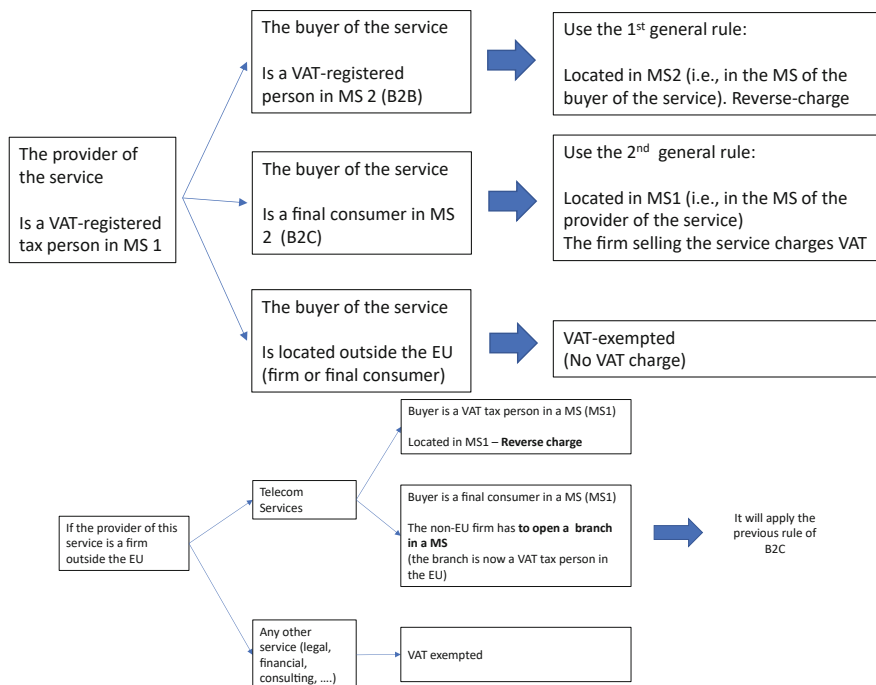 The buyer of the service
Is a VAT-registered
person in MS 2 (B2B)
Use the 1st general rule:
Located in MS2 (i.e., in the MS of the
buyer of the service). Reverse-charge
The provider of
the service
Is a VAT-registered
tax person in MS 1
The buyer of the service
Is a final consumer in MS
2 (B2C)
Use the 2nd general rule:
Located in MS1 (i.e., in the MS of the
provider of the service)
The firm selling the service charges VAT
The buyer of the service
Is located outside the EU
(firm or final consumer)
VAT-exempted
(No VAT charge)
Buyer is a VAT tax person in a MS (MS1)
Located in MS1 – Reverse charge
Telecom
Services
If the provider of this
service is a firm
outside the EU
Buyer is a final consumer in a MS (MS1)
The non-EU firm has to open a branch
in a MS
(the branch is now a VAT tax person in
the EU)
It will apply the
previous rule of
B2C
Any other
service (legal,
financial,
consulting, ....)
VAT exempted